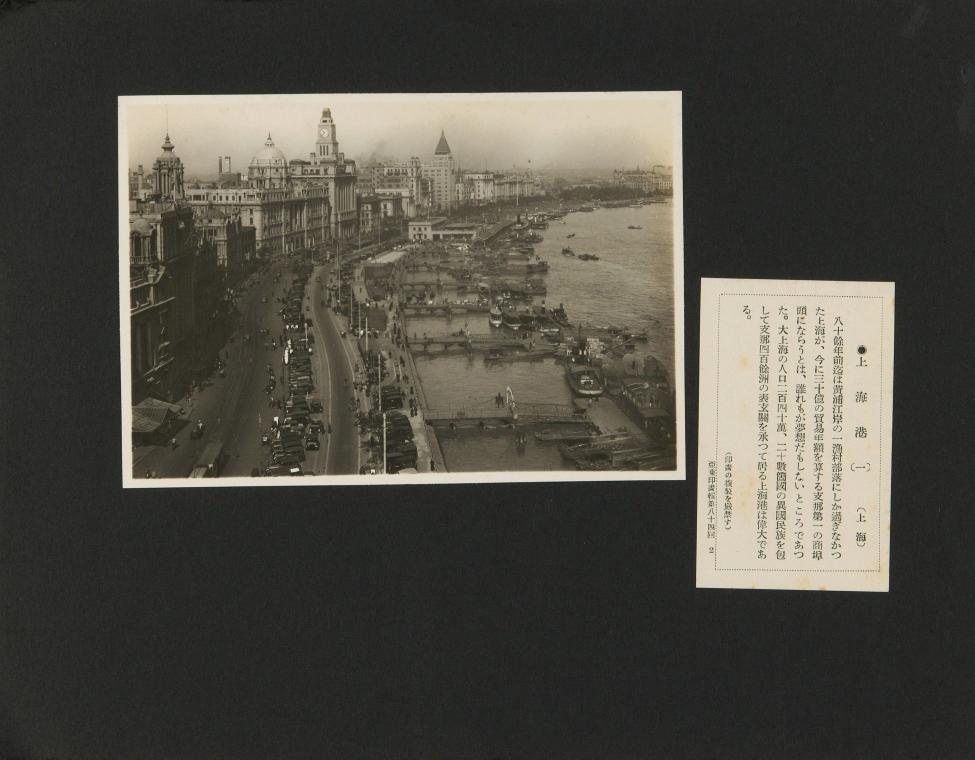 ●上海港（一）　（上海）
八十餘年前迄は黃浦江岸の一漁村部落にしか過ぎなかつ
た上海が、今に三十億の貿易年額を算する支那第一の商埠
頭にならうとは、誰れもが夢想だもしないところであつ
た。大上海の人口二百四十萬、二十數箇國の異國民族を包
して支那四百餘洲の表玄關を承つて居る上海港は偉大であ
る。
（印畫の複製を嚴禁す）
亞東印畫輯第八十四回　2